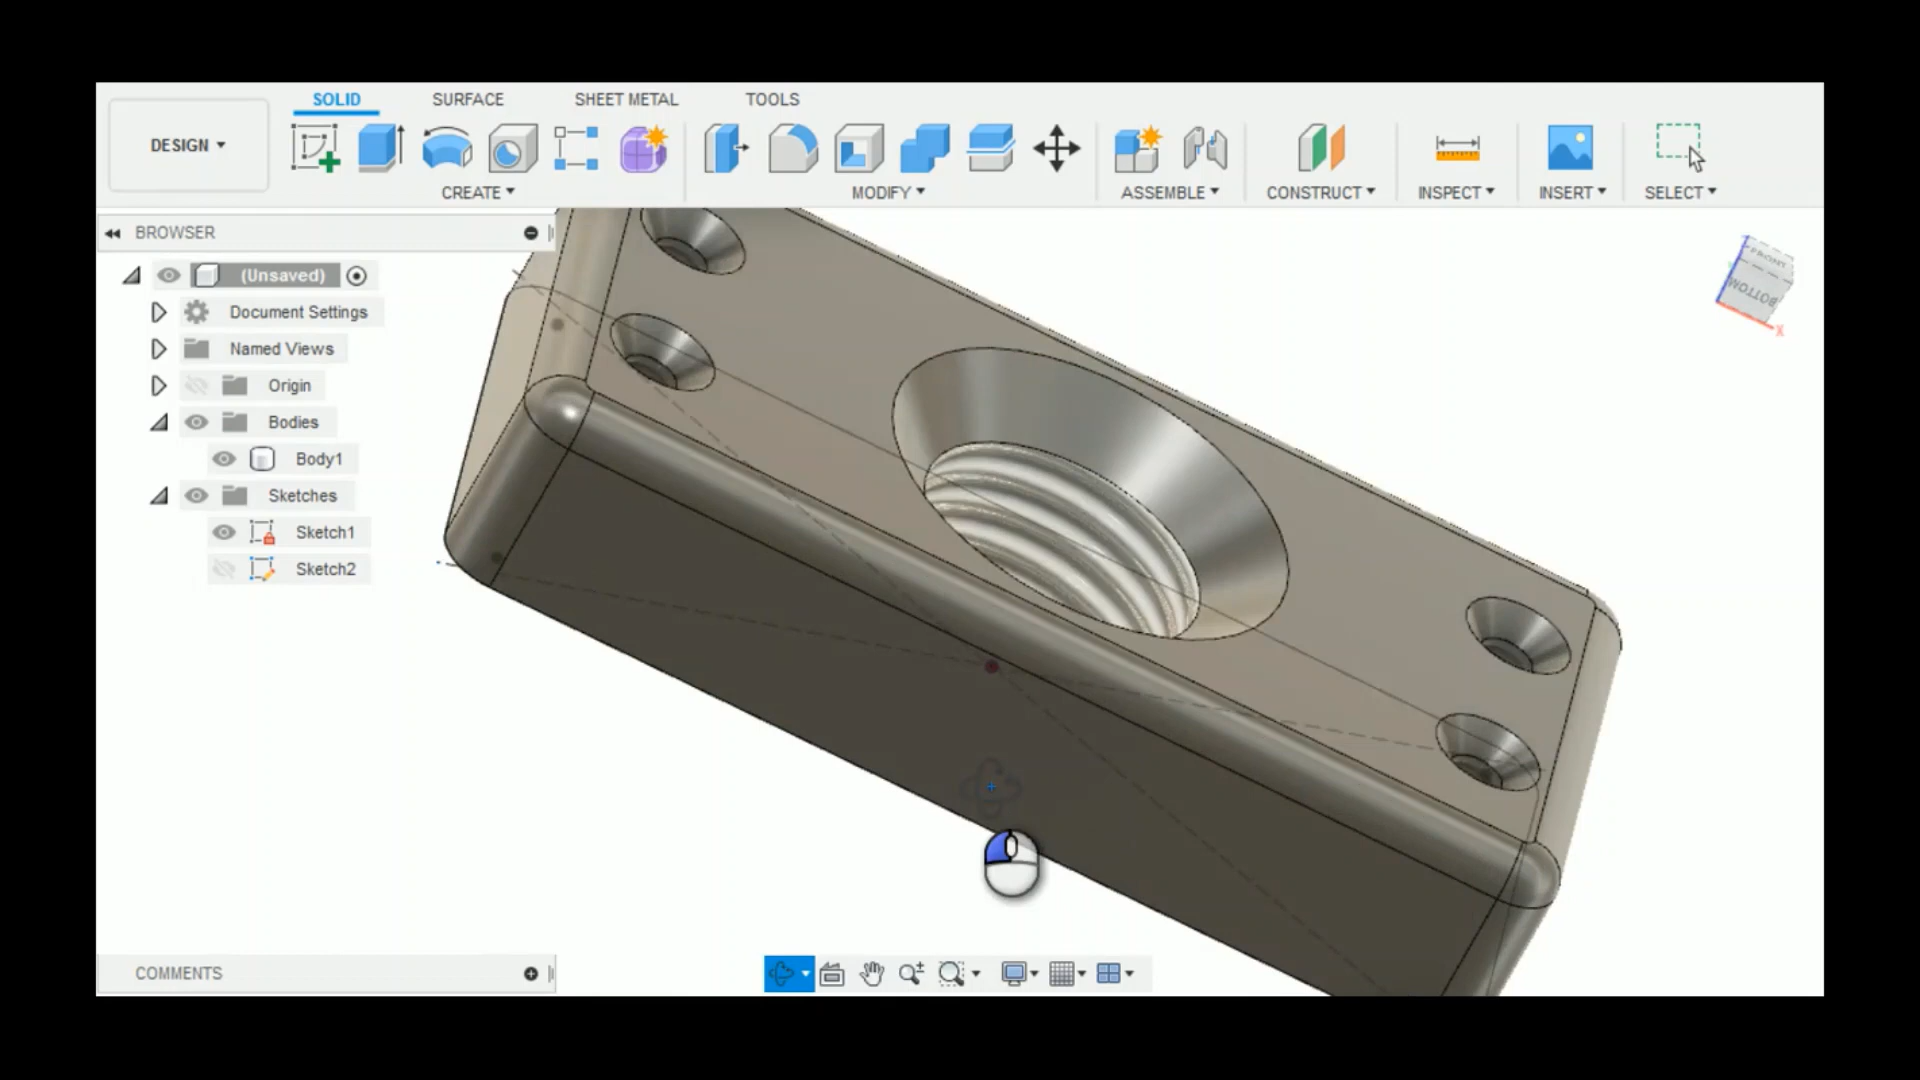 SOLID SURFACE SHEET METAL TOOLS
DESIGN
CREATE MODIFY ASSEMBLE CONSTRUCT INSPECT INSERT SELECT
BROWSER
(Unsaved)
Document Settings
Named Views
Origin
Bodies
Body1
Sketches
Sketch1
Sketch2
FRONT
BOTTOM
X
COMMENTS